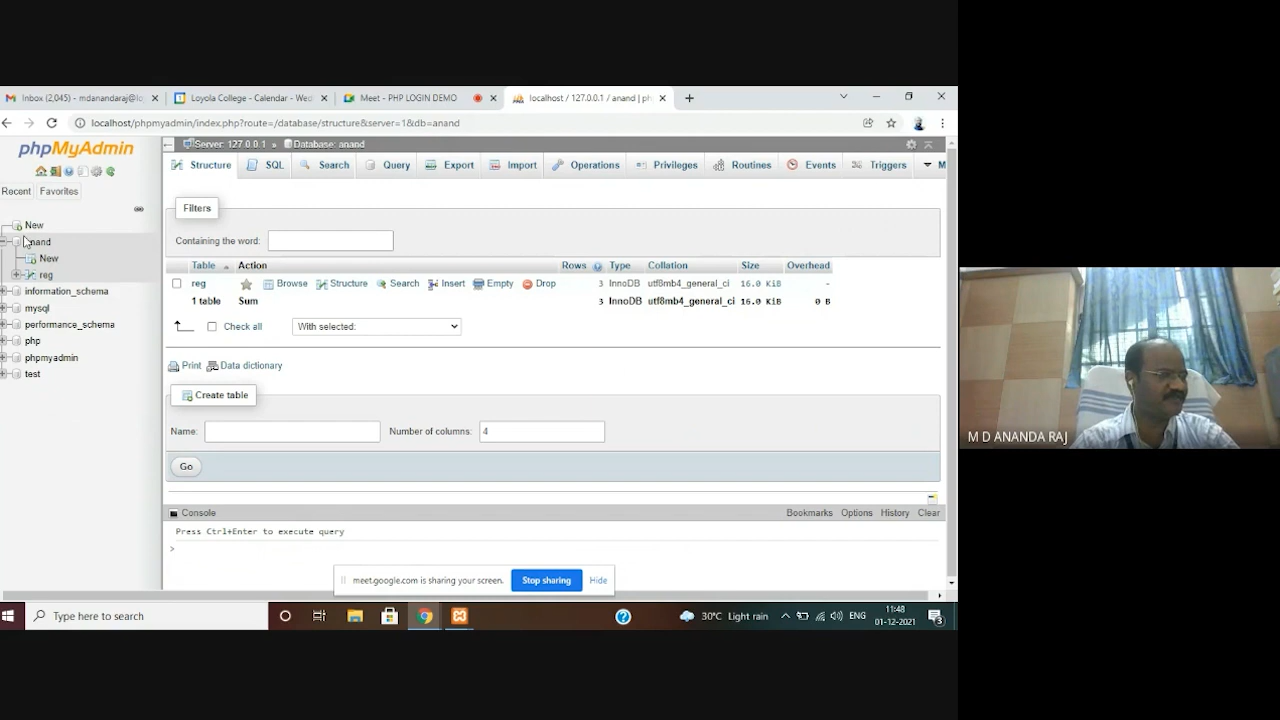 Inbox (2,045) - mdanandaraj@lo
Loyola College - Calendar - We
Meet - PHP LOGIN DEMO
localhost / 127.0.0.1 / anand | ph
localhost/phpmyadmin/index.php?route=/database/structure&server=1&db=anand
phpMyAdmin
Recent
Favorites
New
anand
New
reg
information_schema
mysql
performance_schema
php
phpmyadmin
test
Server: 127.0.0.1 » Database: anand
Structure
SQL
Search
Query
Export
Import
Operations
Privileges
Routines
Events
Triggers
M
Filters
Containing the word:
Table Action Rows Type Collation Size Overhead
reg Browse Structure Search Insert Empty Drop 3 InnoDB utf8mb4_general_ci 16.0 KiB -
1 table Sum 3 InnoDB utf8mb4_general_ci 16.0 KiB 0 B
Check all With selected:
Print Data dictionary
Create table
Name: Number of columns: 4
Go
Console Bookmarks Options History Clear
Press Ctrl+Enter to execute query
>
meet.google.com is sharing your screen. Stop sharing Hide
Type here to search
30°C Light rain
ENG
11:48
01-12-2021
3
M D ANANDA RAJ